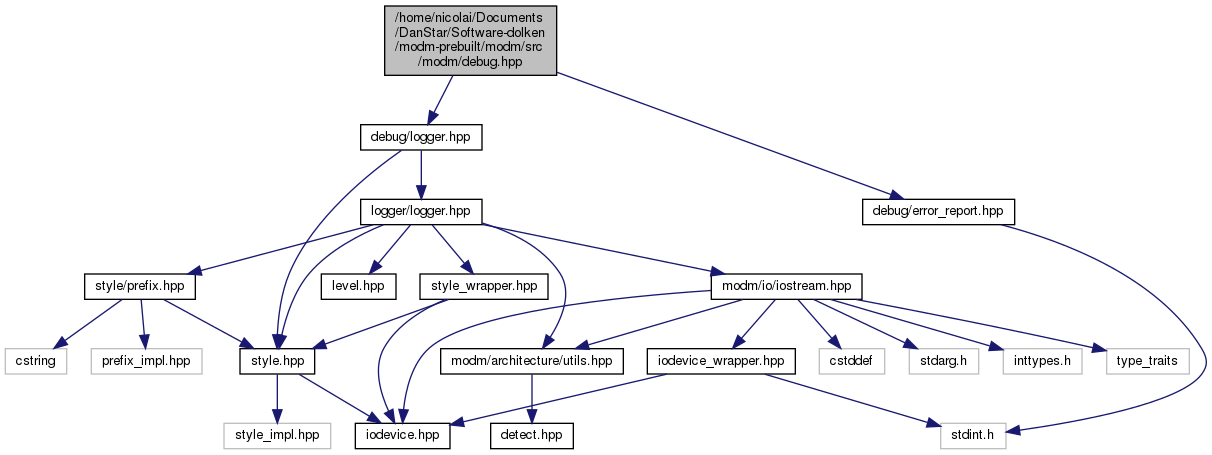 /home/nicolai/Documents
/DanStar/Software-dolken
/modm-prebuilt/modm/src
/modm/debug.hpp
debug/logger.hpp
logger/logger.hpp
debug/error_report.hpp
style/prefix.hpp
level.hpp
style_wrapper.hpp
modm/io/iostream.hpp
cstring
prefix_impl.hpp
style.hpp
modm/architecture/utils.hpp
iodevice_wrapper.hpp
cstddef
stdarg.h
inttypes.h
type_traits
style_impl.hpp
iodevice.hpp
detect.hpp
stdint.h